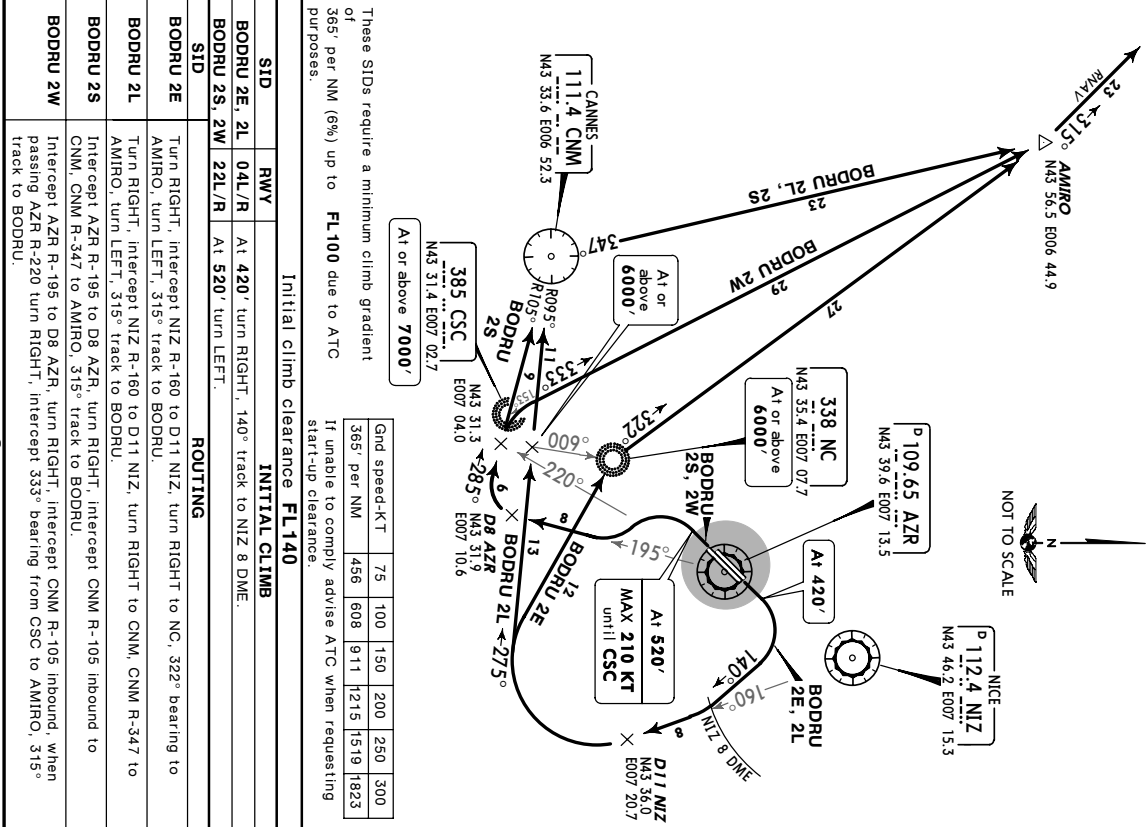 NOT TO SCALE
N
NICE
D 112.4 NIZ
N43 46.2 E007 15.3
D 109.65 AZR
N43 39.6 E007 13.5
At 420'
BODRU
2E, 2L
140°
160°
NIZ 8 DME
8
D11 NIZ
N43 36.0
E007 20.7
338 NC
N43 35.4 E007 07.7
At or above
6000'
BODRU
2S, 2W
At 520'
MAX 210 KT
until CSC
195°
8
220°
009°
322°
27
12
BODRU 2E
BODRU 2L
275°
13
D8 AZR
N43 31.9
E007 10.6
6
285°
N43 31.3
E007 04.0
At or
above
6000'
333°
153°
11
9
R095°
R105°
BODRU
2S
385 CSC
N43 31.4 E007 02.7
At or above 7000'
CANNES
111.4 CNM
N43 33.6 E006 52.3
347°
BODRU 2L, 2S
23
BODRU 2W
29
AMIRO
N43 56.5 E006 44.9
315°
23
RNAV
These SIDs require a minimum climb gradient
of
365' per NM (6%) up to FL100 due to ATC
purposes.
Gnd speed-KT 75 100 150 200 250 300
365' per NM 456 608 911 1215 1519 1823
If unable to comply advise ATC when requesting
start-up clearance.
Initial climb clearance FL140
SID RWY INITIAL CLIMB
BODRU 2E, 2L 04L/R At 420' turn RIGHT, 140° track to NIZ 8 DME.
BODRU 2S, 2W 22L/R At 520' turn LEFT.
SID ROUTING
BODRU 2E Turn RIGHT, intercept NIZ R-160 to D11 NIZ, turn RIGHT to NC, 322° bearing to
AMIRO, turn LEFT, 315° track to BODRU.
BODRU 2L Turn RIGHT, intercept NIZ R-160 to D11 NIZ, turn RIGHT to CNM, CNM R-347 to
AMIRO, turn LEFT, 315° track to BODRU.
BODRU 2S Intercept AZR R-195 to D8 AZR, turn RIGHT, intercept CNM R-105 inbound to
CNM, CNM R-347 to AMIRO, 315° track to BODRU.
BODRU 2W Intercept AZR R-195 to D8 AZR, turn RIGHT, intercept CNM R-105 inbound, when
passing AZR R-220 turn RIGHT, intercept 333° bearing from CSC to AMIRO, 315°
track to BODRU.